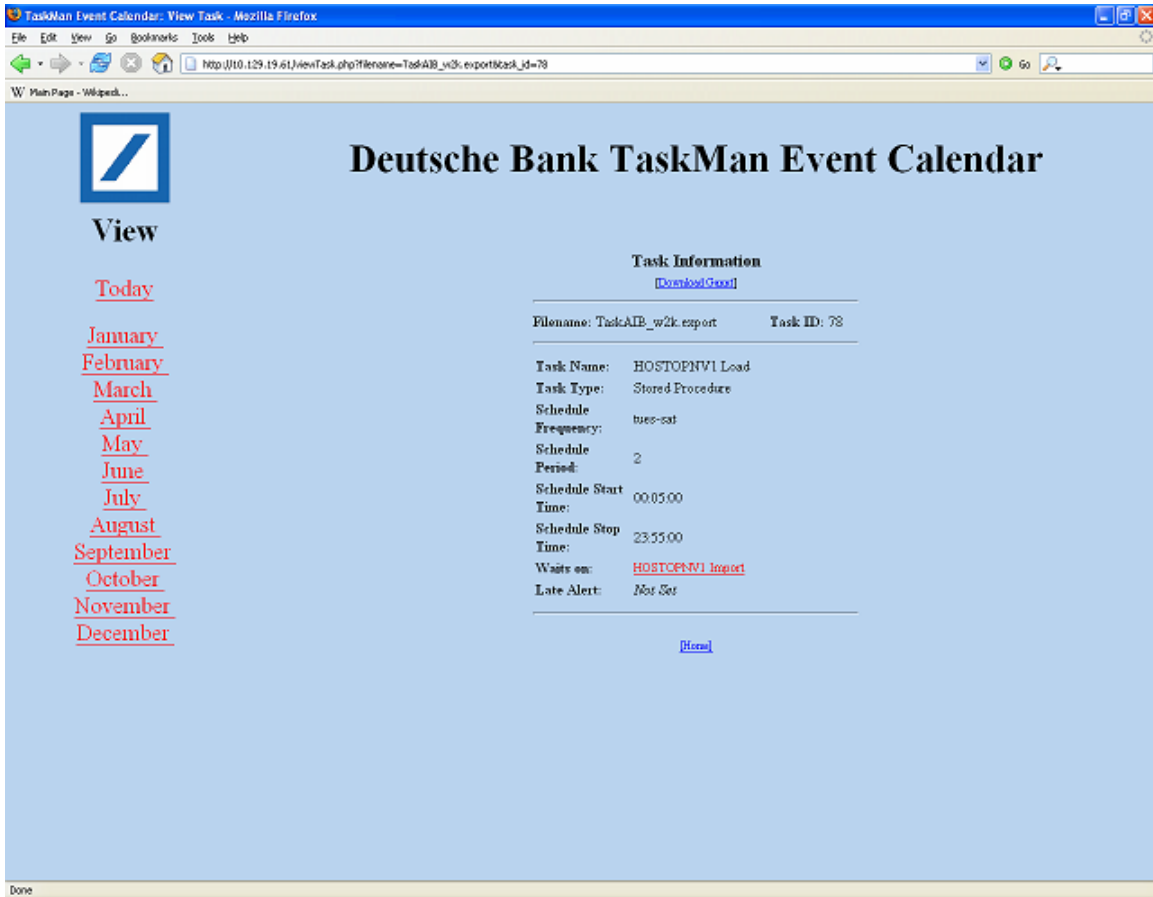 TaskMan Event Calendar: View Task - Mozilla Firefox
File Edit View Go Bookmarks Tools Help
http://10.129.19.61/viewTask.php?filename=TaskAIB_w2k.export&task_id=78
Go
Main Page - Wikipedi...
Deutsche Bank TaskMan Event Calendar
View
Today
January
February
March
April
May
June
July
August
September
October
November
December
Task Information
[Download]
Filename: TaskAIB_w2k.export Task ID: 78
Task Name: HOSTOPNV1 Load
Task Type: Stored Procedure
Schedule
Frequency: tues-sat
Schedule
Period: 2
Schedule Start
Time: 00:05:00
Schedule Stop
Time: 23:55:00
Waits on: HOSTOPNV1 Import
Late Alert: Not Set
[Home]
Done